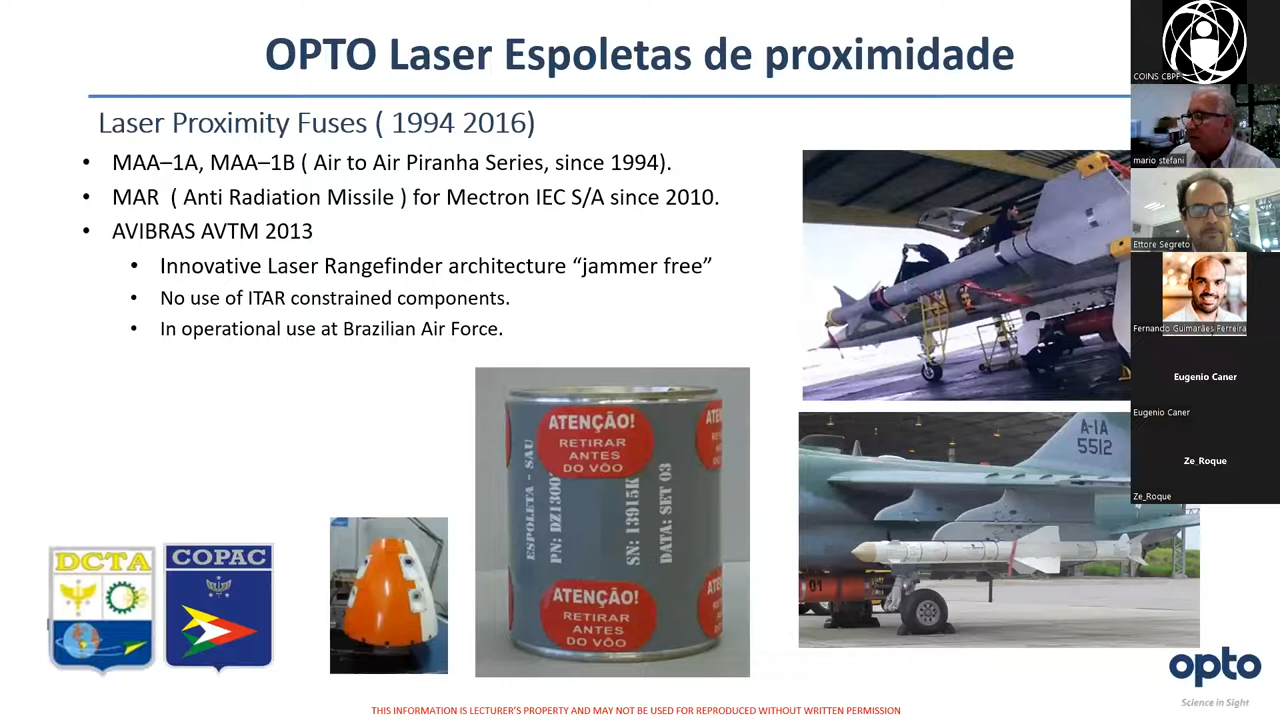 OPTO Laser Espoletas de proximidade
Laser Proximity Fuses ( 1994 2016)
• MAA–1A, MAA–1B ( Air to Air Piranha Series, since 1994).
• MAR ( Anti Radiation Missile ) for Mectron IEC S/A since 2010.
• AVIBRAS AVTM 2013
• Innovative Laser Rangefinder architecture “jammer free”
• No use of ITAR constrained components.
• In operational use at Brazilian Air Force.
COINS CBPF
mario stefani
Ettore Segreto
Fernando Guimarães Ferreira
Eugenio Caner
Eugenio Caner
Ze_Roque
Ze_Roque
A-1A
5512
01
DCTA
COPAC
ATENÇÃO!
RETIRAR
ANTES
DO VÔO
ESPOLETA - SAU
PN: DZ1300
SN: 13915K
DATA: SET 03
ATENÇÃO!
RETIRAR
ANTES
DO VÔO
opto
Science in Sight
THIS INFORMATION IS LECTURER’S PROPERTY AND MAY NOT BE USED FOR REPRODUCED WITHOUT WRITTEN PERMISSION